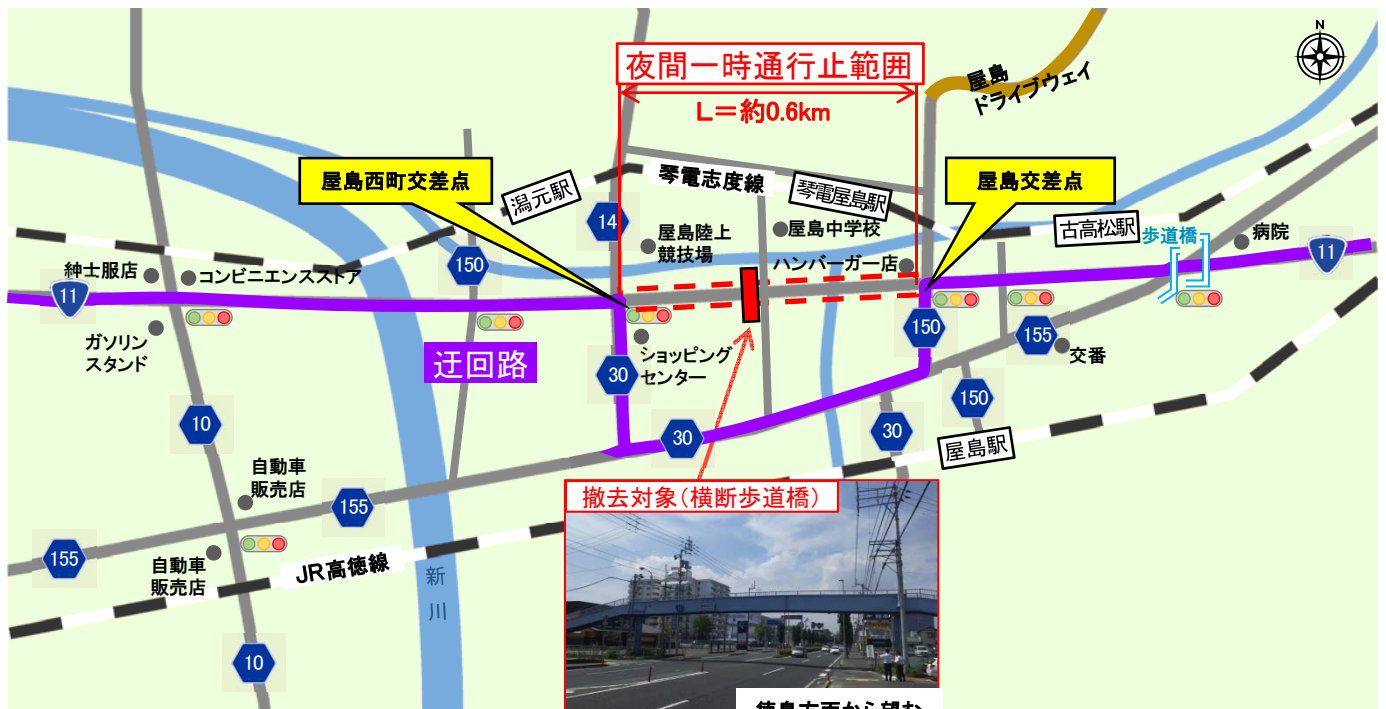 N
夜間一時通行止範囲
L=約0.6km
屋島
ドライブウェイ
屋島西町交差点
潟元駅
琴電志度線
琴電屋島駅
屋島交差点
14
屋島陸上
競技場
屋島中学校
古高松駅
歩道橋
病院
150
紳士服店
コンビニエンスストア
ハンバーガー店
11
11
ガソリン
スタンド
迂回路
ショッピング
センター
150
155
交番
30
150
10
30
30
屋島駅
自動車
販売店
155
撤去対象(横断歩道橋)
155
自動車
販売店
JR高徳線
新
川
10